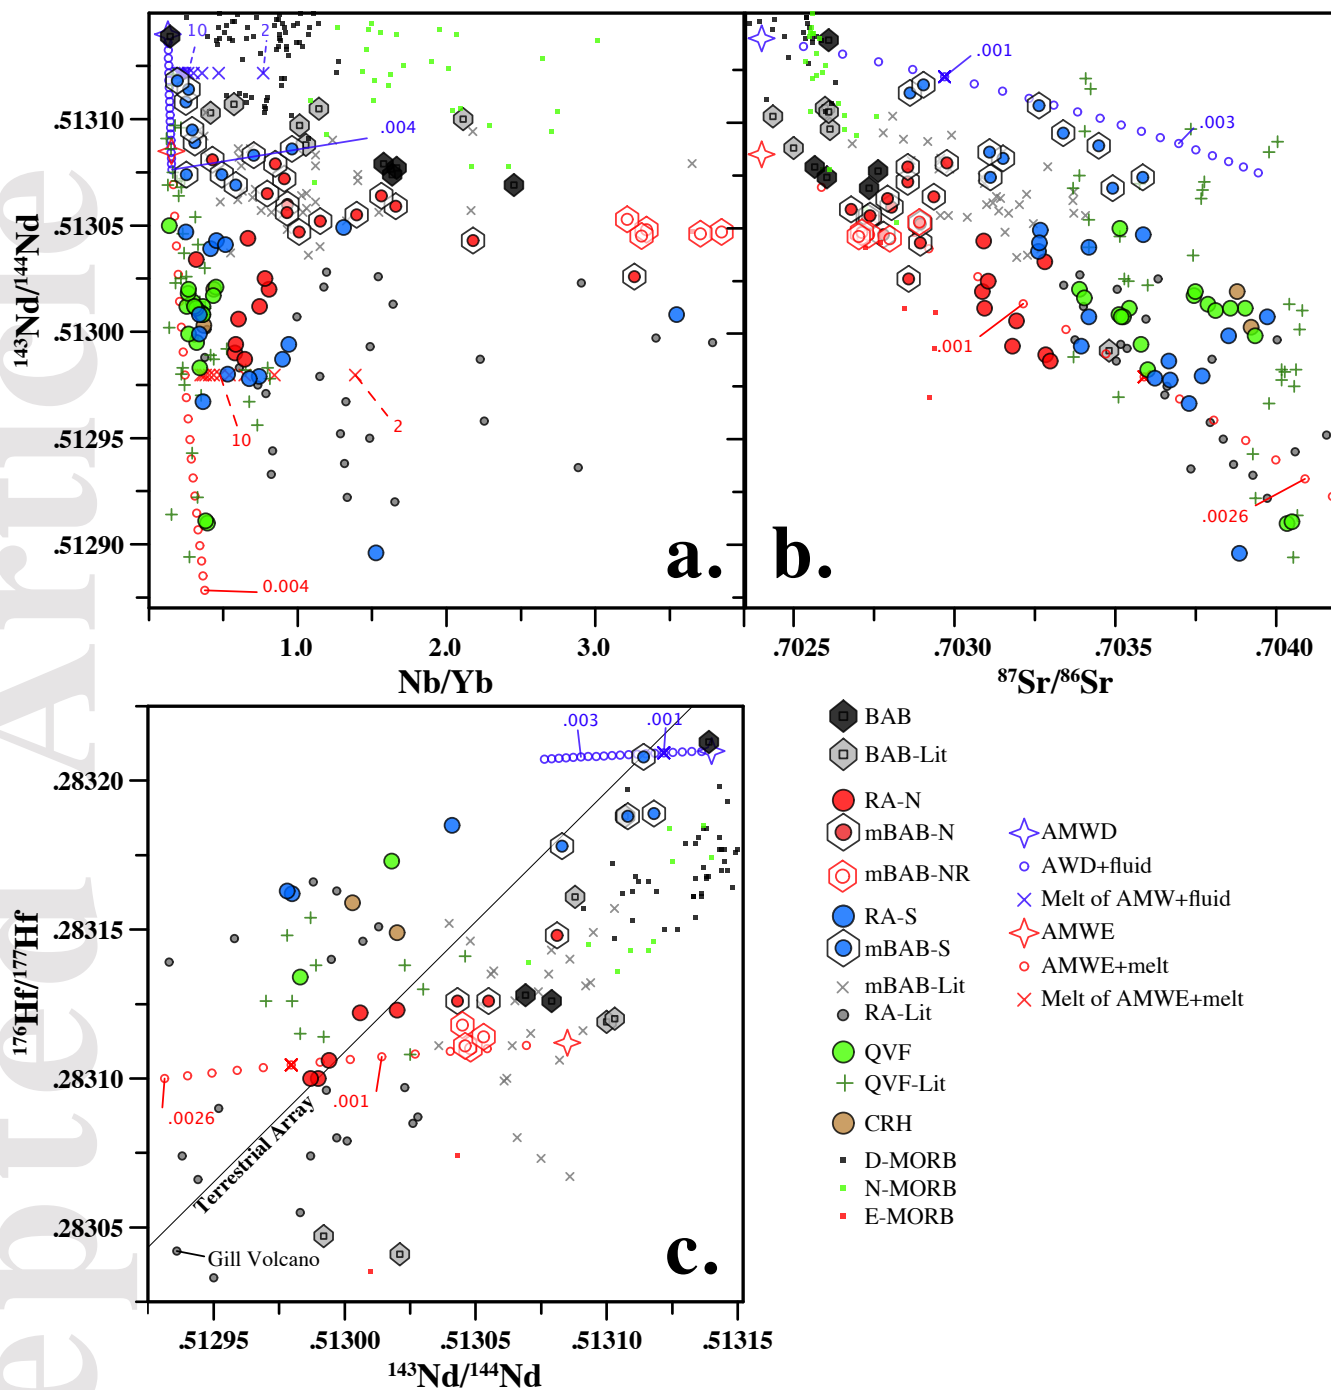 .51310
.51305
.51300
.51295
.51290
143Nd/144Nd
10
2
.004
10
2
0.004
a.
1.0
2.0
3.0
Nb/Yb
.001
.003
.001
.0026
b.
.7025
.7030
.7035
.7040
87Sr/86Sr
.28320
.28315
.28310
.28305
176Hf/177Hf
.003
.001
.0026
.001
Terrestrial Array
Gill Volcano
c.
.51295
.51300
.51305
.51310
.51315
143Nd/144Nd
BAB
BAB-Lit
RA-N
mBAB-N
mBAB-NR
RA-S
mBAB-S
mBAB-Lit
RA-Lit
QVF
QVF-Lit
CRH
D-MORB
N-MORB
E-MORB
AMWD
AWD+fluid
Melt of AMW+fluid
AMWE
AMWE+melt
Melt of AMWE+melt
epted Article